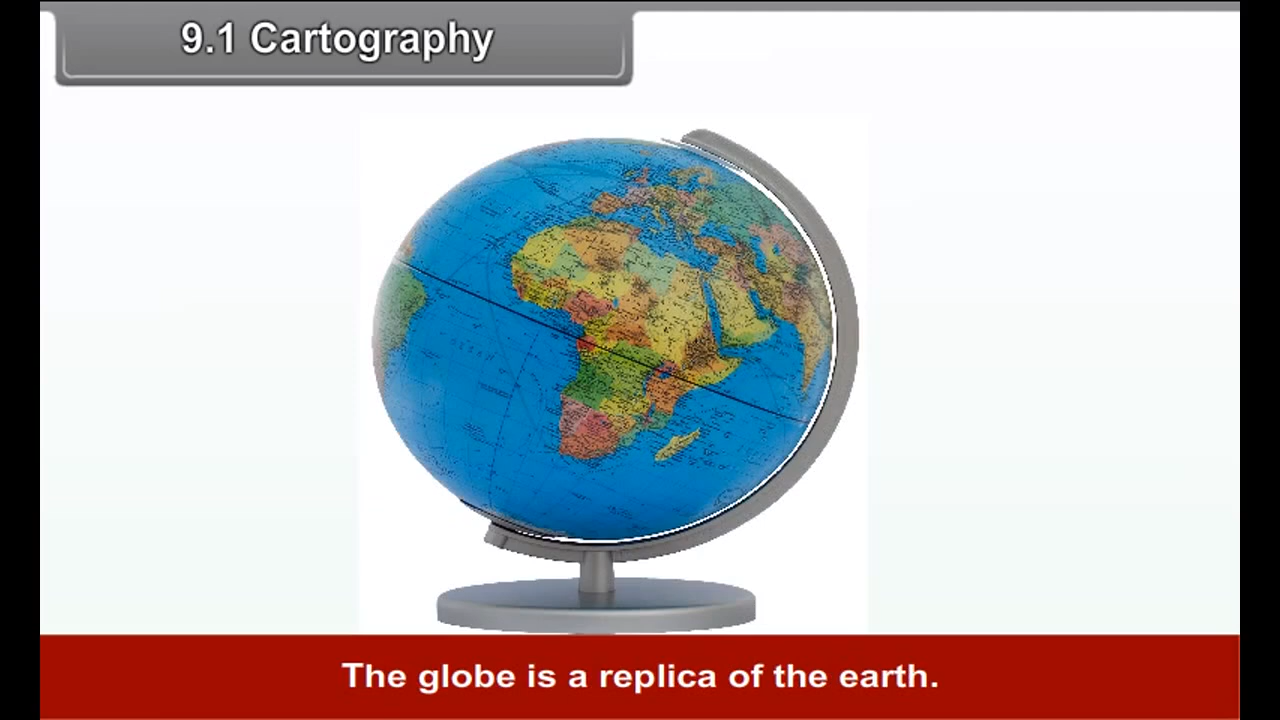 9.1 Cartography
The globe is a replica of the earth.